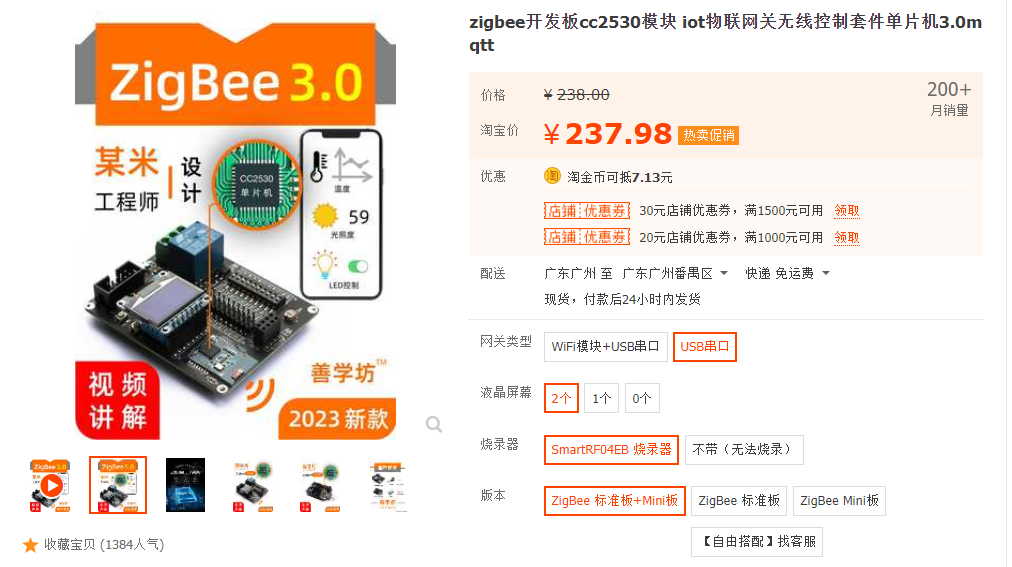 zigbee开发板cc2530模块 iot物联网关无线控制套件单片机3.0m
qtt
价格
¥ 238.00
200+
月销量
淘宝价
¥ 237.98
热卖促销
优惠
淘 淘金币可抵7.13元
店铺优惠券 30元店铺优惠券，满1500元可用 领取
店铺优惠券 20元店铺优惠券，满1000元可用 领取
配送
广东广州 至 广东广州番禺区 快递 免运费
现货，付款后24小时内发货
网关类型
WiFi模块+USB串口
USB串口
液晶屏幕
2个
1个
0个
烧录器
SmartRF04EB 烧录器
不带（无法烧录）
版本
ZigBee 标准板+Mini板
ZigBee 标准板
ZigBee Mini板
【自由搭配】找客服
ZigBee 3.0
某米
工程师
设计
CC2530
单片机
温度
59
光照度
LED控制
视频
讲解
善学坊™
2023 新款
收藏宝贝 (1384人气)